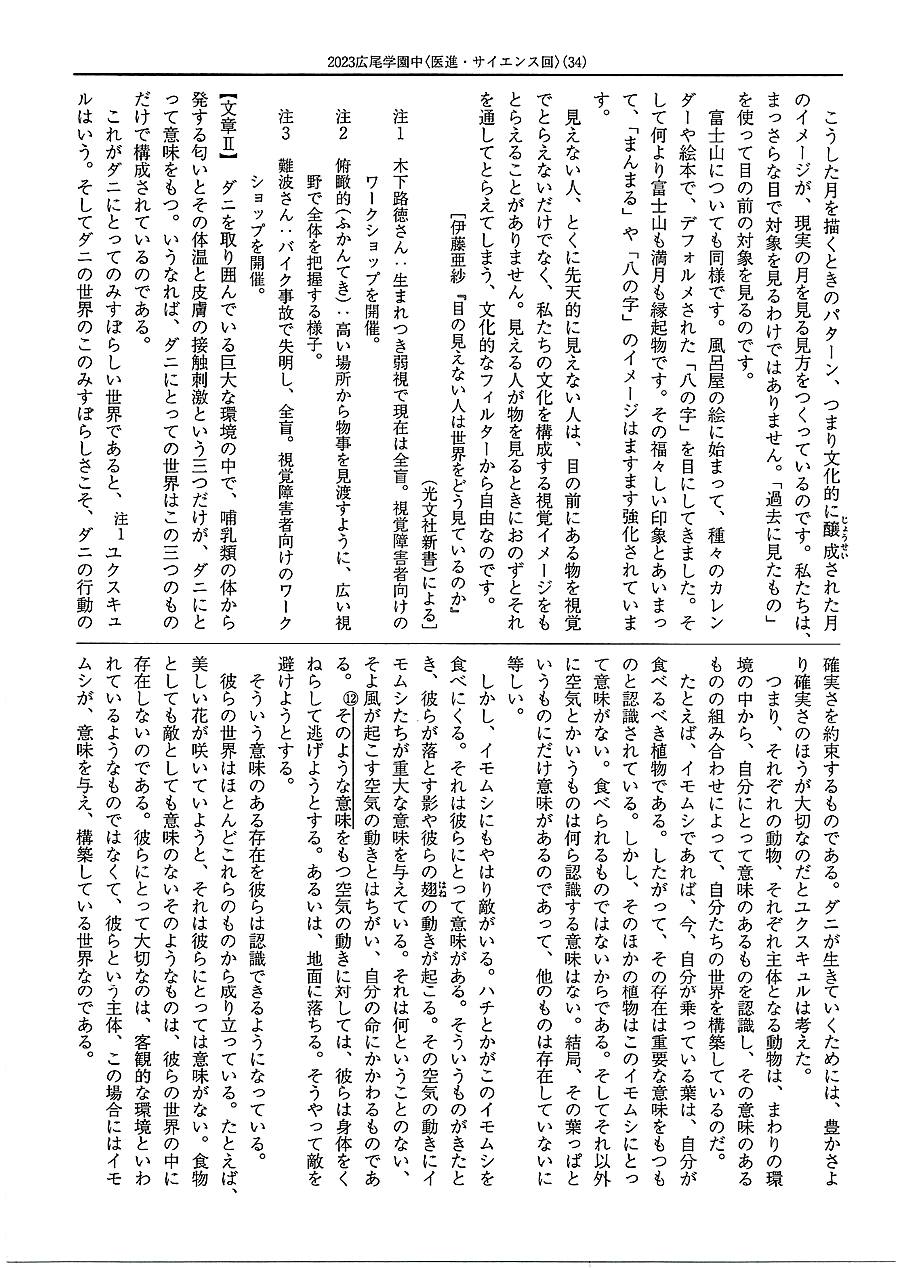 2023広尾学園中〈医進・サイエンス回〉(34)
こうした月を描くときのパターン、つまり文化的に醸成された月
じょうせい
のイメージが、現実の月を見る見方をつくっているのです。私たちは、
まっさらな目で対象を見るわけではありません。「過去に見たもの」
を使って目の前の対象を見るのです。
富士山についても同様です。風呂屋の絵に始まって、種々のカレン
ダーや絵本で、デフォルメされた「八の字」を目にしてきました。そ
して何より富士山も満月も縁起物です。その福々しい印象とあいまっ
て、「まんまる」や「八の字」のイメージはますます強化されていま
す。
見えない人、とくに先天的に見えない人は、目の前にある物を視覚
でとらえないだけでなく、私たちの文化を構成する視覚イメージをも
とらえることがありません。見える人が物を見るときにおのずとそれ
を通してとらえてしまう、文化的なフィルターから自由なのです。
[伊藤亜紗『目の見えない人は世界をどう見ているのか』
(光文社新書)による]
注1 木下路徳さん‥生まれつき弱視で現在は全盲。視覚障害者向けの
ワークショップを開催。
注2 俯瞰的(ふかんてき)‥高い場所から物事を見渡すように、広い視
野で全体を把握する様子。
注3 難波さん‥バイク事故で失明し、全盲。視覚障害者向けのワーク
ショップを開催。
【文章Ⅱ】 ダニを取り囲んでいる巨大な環境の中で、哺乳類の体から
発する匂いとその体温と皮膚の接触刺激という三つだけが、ダニにと
って意味をもつ。いうなれば、ダニにとっての世界はこの三つのもの
だけで構成されているのである。
これがダニにとってのみすぼらしい世界であると、注1ユクスキュ
ルはいう。そしてダニの世界のこのみすぼらしさこそ、ダニの行動の
確実さを約束するものである。ダニが生きていくためには、豊かさよ
り確実さのほうが大切なのだとユクスキュルは考えた。
つまり、それぞれの動物、それぞれ主体となる動物は、まわりの環
境の中から、自分にとって意味のあるものを認識し、その意味のある
ものの組み合わせによって、自分たちの世界を構築しているのだ。
たとえば、イモムシであれば、今、自分が乗っている葉は、自分が
食べるべき植物である。したがって、その存在は重要な意味をもつも
のと認識されている。しかし、そのほかの植物はこのイモムシにとっ
て意味がない。食べられるものではないからである。そしてそれ以外
に空気とかいうものは何ら認識する意味はない。結局、その葉っぱと
いうものにだけ意味があるのであって、他のものは存在していないに
等しい。
しかし、イモムシにもやはり敵がいる。ハチとかがこのイモムシを
食べにくる。それは彼らにとって意味がある。そういうものがきたと
き、彼らが落とす影や彼らの翅の動きが起こる。その空気の動きにイ
はね
モムシたちが重大な意味を与えている。それは何ということのない、
そよ風が起こす空気の動きとはちがい、自分の命にかかわるものであ
る。⑫そのような意味をもつ空気の動きに対しては、彼らは身体をく
ねらして逃げようとする。あるいは、地面に落ちる。そうやって敵を
避けようとする。
そういう意味のある存在を彼らは認識できるようになっている。
彼らの世界はほとんどこれらのものから成り立っている。たとえば、
美しい花が咲いていようと、それは彼らにとっては意味がない。食物
としても敵としても意味のないそのようなものは、彼らの世界の中に
存在しないのである。彼らにとって大切なのは、客観的な環境といわ
れているようなものではなくて、彼らという主体、この場合にはイモ
ムシが、意味を与え、構築している世界なのである。